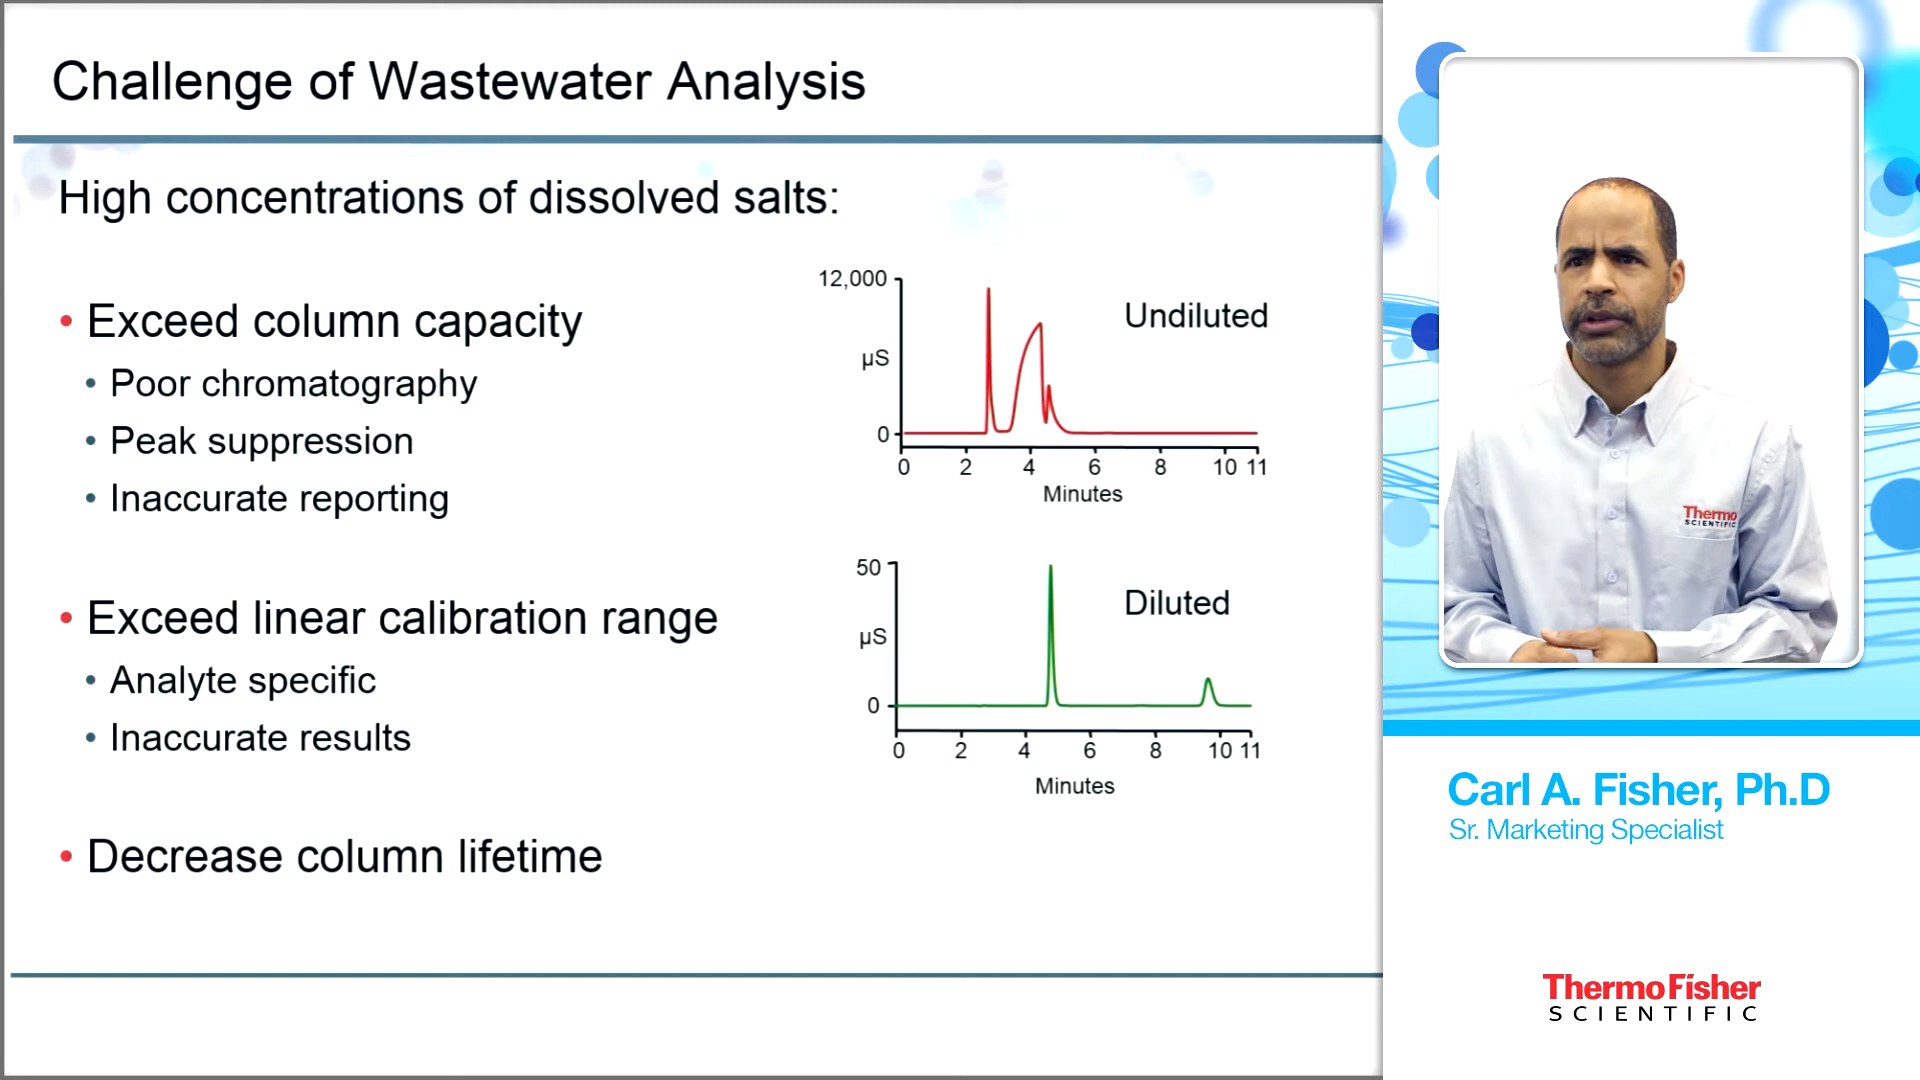 Challenge of Wastewater Analysis
High concentrations of dissolved salts:
• Exceed column capacity
• Poor chromatography
• Peak suppression
• Inaccurate reporting
• Exceed linear calibration range
• Analyte specific
• Inaccurate results
• Decrease column lifetime
12,000
µS
0
0 2 4 6 8 10 11
Minutes
Undiluted
50
µS
0
0 2 4 6 8 10 11
Minutes
Diluted
Thermo
SCIENTIFIC
Carl A. Fisher, Ph.D
Sr. Marketing Specialist
ThermoFisher
SCIENTIFIC